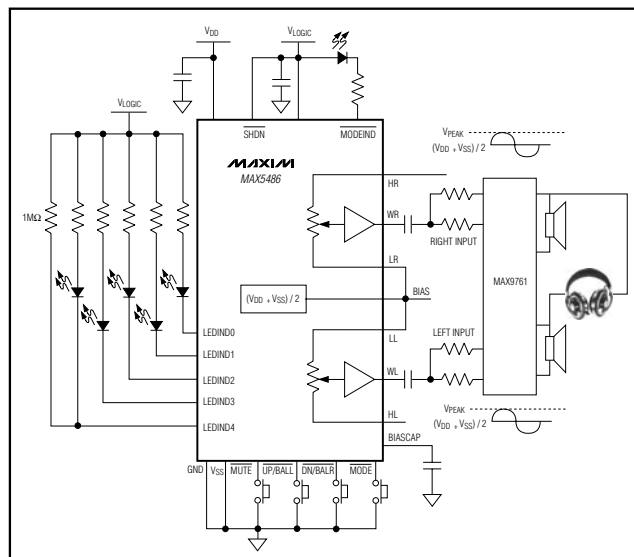 VDD
VLOGIC
VLOGIC
SHDN
MODEIND
MAXIM
MAX5486
1MΩ
HR
WR
LR
RIGHT INPUT
(VDD + VSS) / 2
BIAS
LL
WL
HL
LEFT INPUT
MAX9761
VPEAK
(VDD + VSS) / 2
VPEAK
(VDD + VSS) / 2
LEDIND0
LEDIND1
LEDIND2
LEDIND3
LEDIND4
BIASCAP
GND
VSS
MUTE
UP/BALL
DN/BALR
MODE